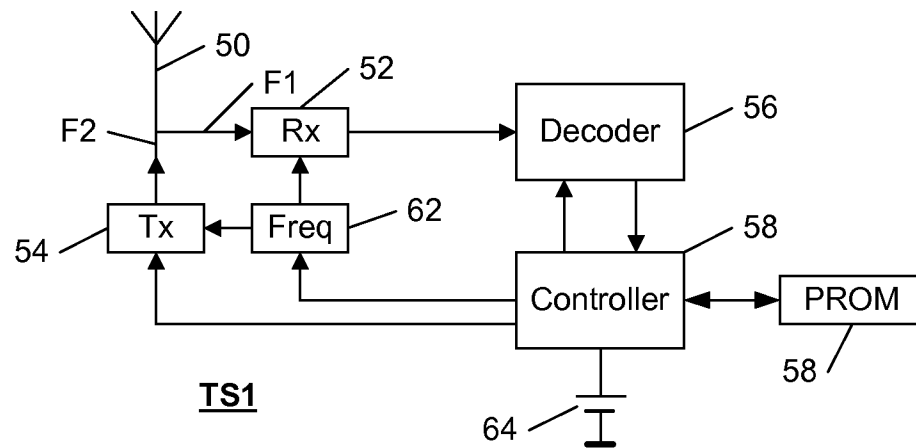 50
F1
52
F2
Rx
Decoder
56
54
Tx
Freq
62
58
Controller
PROM
58
TS1
64